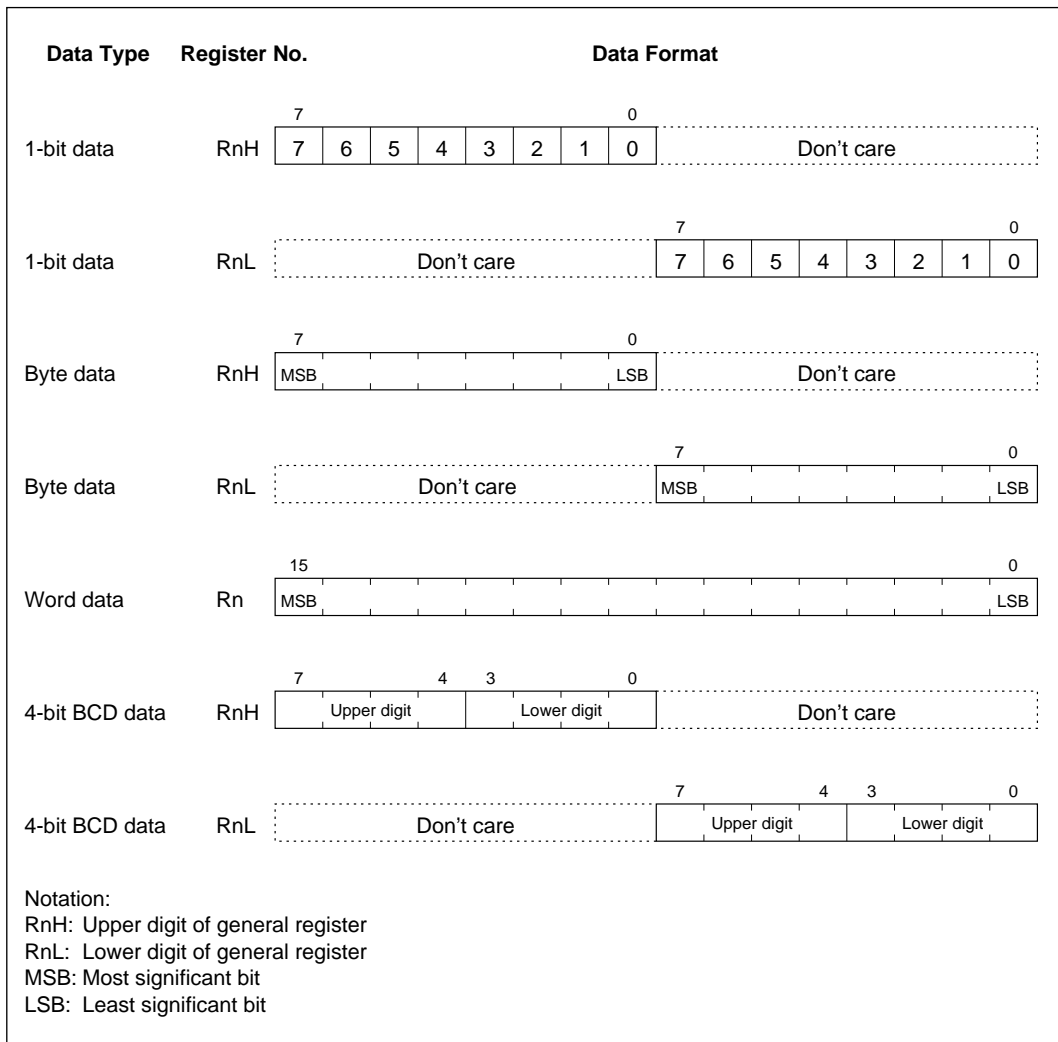 Data Type Register No. Data Format
7 0
1-bit data RnH 7 6 5 4 3 2 1 0 Don't care
7 0
1-bit data RnL Don't care 7 6 5 4 3 2 1 0
7 0
Byte data RnH MSB LSB Don't care
7 0
Byte data RnL Don't care MSB LSB
15 0
Word data Rn MSB LSB
7 4 3 0
4-bit BCD data RnH Upper digit Lower digit Don't care
7 4 3 0
4-bit BCD data RnL Don't care Upper digit Lower digit
Notation:
RnH: Upper digit of general register
RnL: Lower digit of general register
MSB: Most significant bit
LSB: Least significant bit